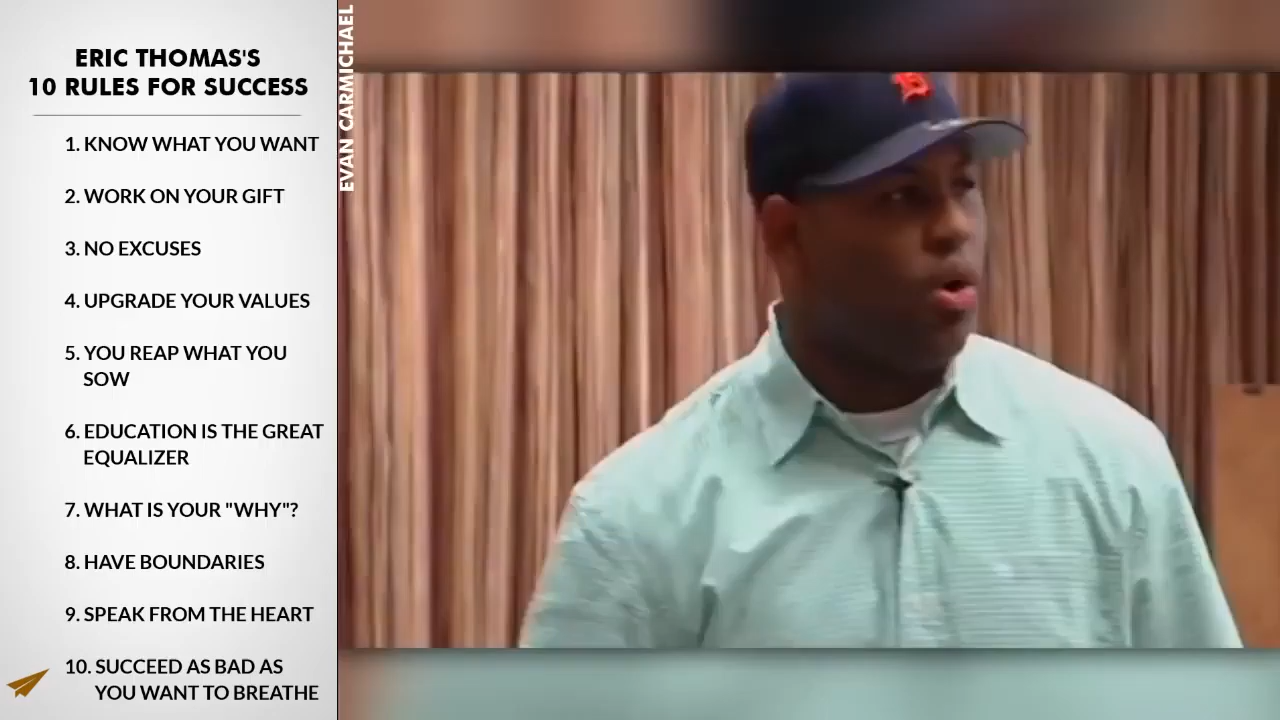 ERIC THOMAS'S
10 RULES FOR SUCCESS
1. KNOW WHAT YOU WANT
2. WORK ON YOUR GIFT
3. NO EXCUSES
4. UPGRADE YOUR VALUES
5. YOU REAP WHAT YOU
SOW
6. EDUCATION IS THE GREAT
EQUALIZER
7. WHAT IS YOUR "WHY"?
8. HAVE BOUNDARIES
9. SPEAK FROM THE HEART
10. SUCCEED AS BAD AS
YOU WANT TO BREATHE
EVAN CARMICHAEL
D